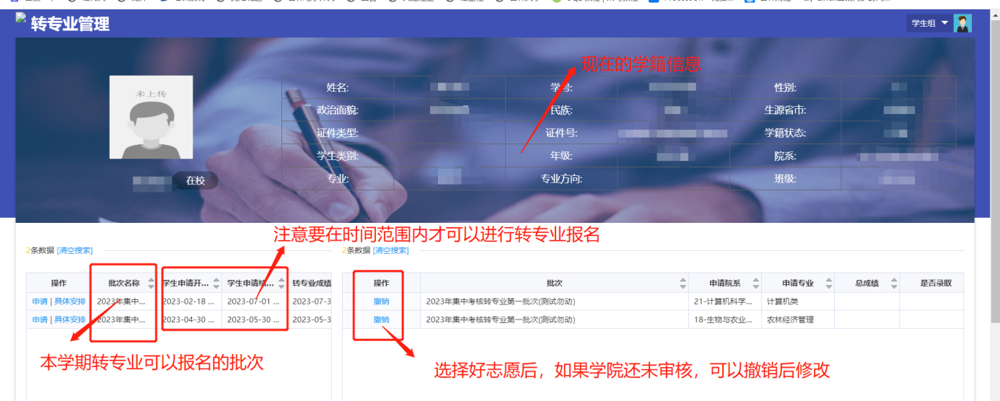 转专业管理
学生组
现在的学籍信息
未上传
姓名:
学号:
性别:
政治面貌:
民族:
生源省市:
证件类型:
证件号:
学籍状态:
学生类别:
年级:
院系:
在校
专业:
专业方向:
班级:
注意要在时间范围内才可以进行转专业报名
2条数据 [清空搜索]
2条数据 [清空搜索]
操作 批次名称 学生申请开... 学生申请结... 转专业成绩
申请 | 具体安排 2023年集中... 2023-02-18 ... 2023-07-01 ... 2023-07-3
申请 | 具体安排 2023年集中... 2023-04-30 ... 2023-05-30 ... 2023-05-3
操作 批次 申请院系 申请专业 总成绩 是否录取
撤销 2023年集中考核转专业第一批次(测试勿动) 21-计算机科学... 计算机类
撤销 2023年集中考核转专业第一批次(测试勿动) 18-生物与农业... 农林经济管理
本学期转专业可以报名的批次
选择好志愿后，如果学院还未审核，可以撤销后修改